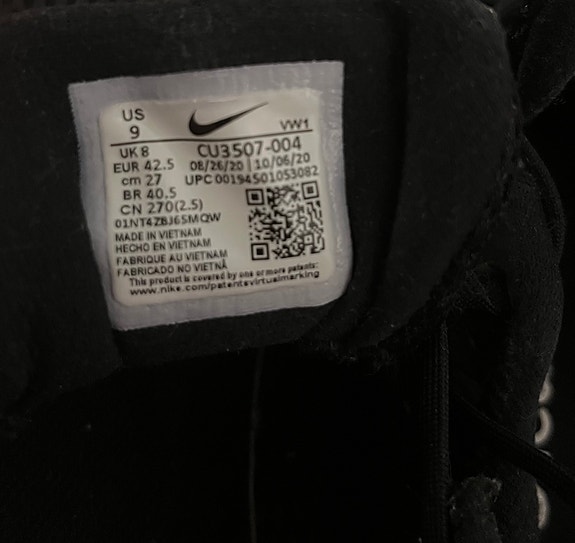 US
9
VW1
UK 8 CU3507-004
EUR 42.5 08/26/20 10/06/20
cm 27 UPC 00194501053082
BR 40.5
CN 270(2.5)
01NT4ZBJ65MQW
MADE IN VIETNAM
HECHO EN VIETNAM
FABRIQUE AU VIETNAM
FABRICADO NO VIETNÃ
This product is covered by one or more patents:
www.nike.com/patentsvirtualmarking